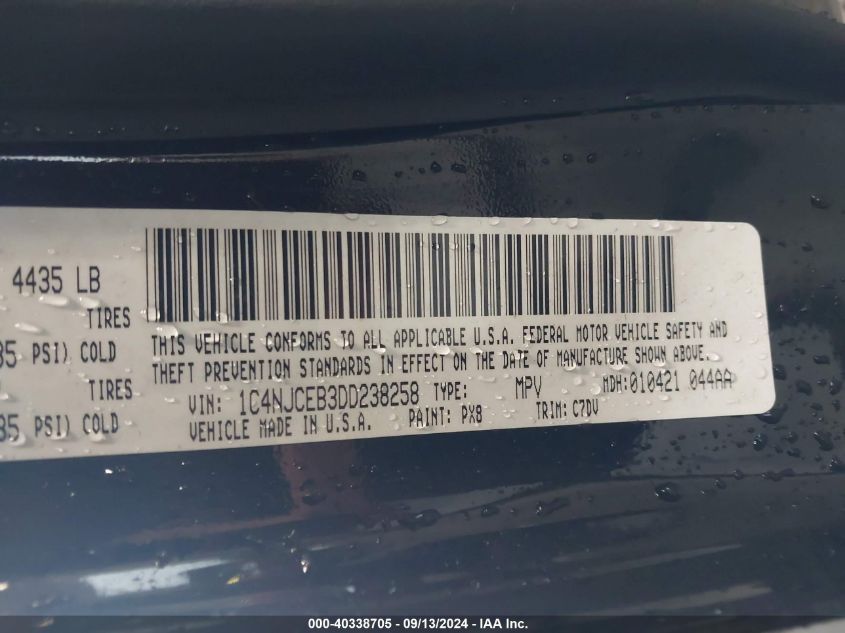 4435 LB
TIRES
35 PSI) COLD
TIRES
35 PSI) COLD
THIS VEHICLE CONFORMS TO ALL APPLICABLE U.S.A. FEDERAL MOTOR VEHICLE SAFETY AND
THEFT PREVENTION STANDARDS IN EFFECT ON THE DATE OF MANUFACTURE SHOWN ABOVE.
VIN: 1C4NJCEB3DD238258 TYPE: MPV MDH:010421 044AA
VEHICLE MADE IN U.S.A. PAINT: PX8 TRIM: C7DV
000-40338705 - 09/13/2024 - IAA Inc.